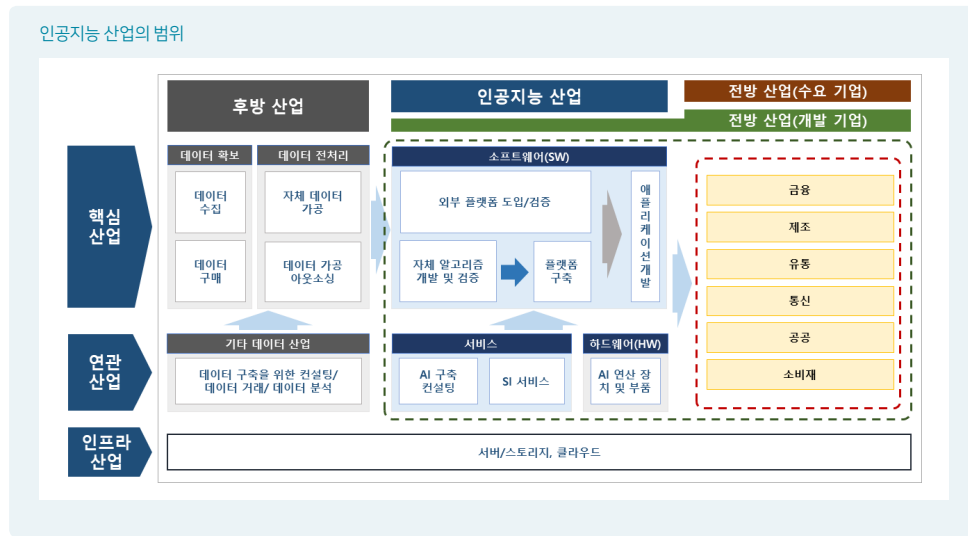 인공지능 산업의 범위
후방 산업
인공지능 산업
전방 산업(수요 기업)
전방 산업(개발 기업)
핵심
산업
데이터 확보
데이터 전처리
데이터
수집
자체 데이터
가공
데이터
구매
데이터 가공
아웃소싱
소프트웨어(SW)
외부 플랫폼 도입/검증
자체 알고리즘
개발 및 검증
플랫폼
구축
애플리케이션개발
금융
제조
유통
통신
공공
소비재
연관
산업
기타 데이터 산업
데이터 구축을 위한 컨설팅/
데이터 거래/ 데이터 분석
서비스
AI 구축
컨설팅
SI 서비스
하드웨어(HW)
AI 연산 장
치 및 부품
인프라
산업
서버/스토리지, 클라우드